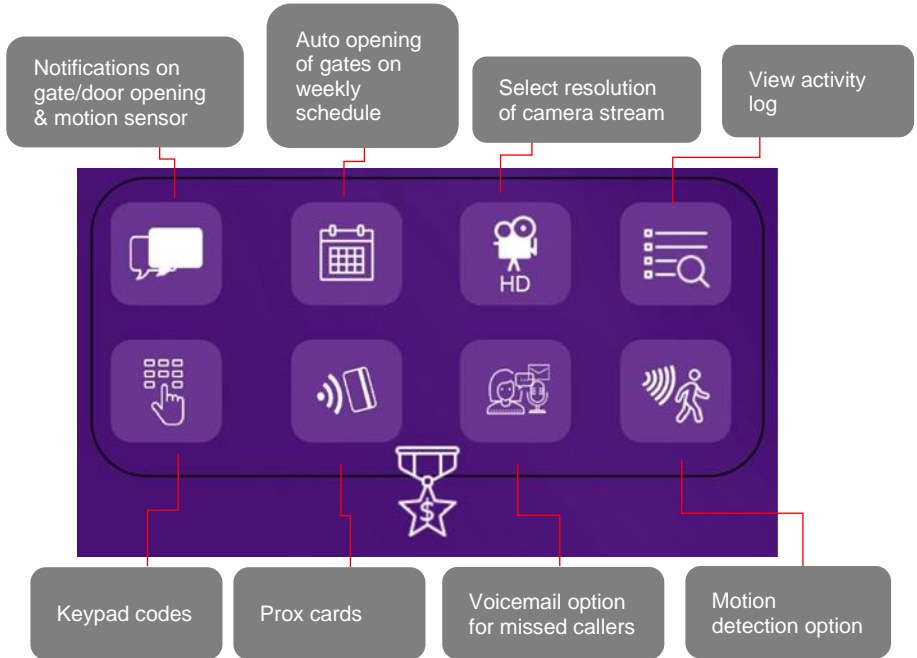 Notifications on
gate/door opening
& motion sensor
Auto opening
of gates on
weekly
schedule
Select resolution
of camera stream
View activity
log
HD
$
Keypad codes
Prox cards
Voicemail option
for missed callers
Motion
detection option